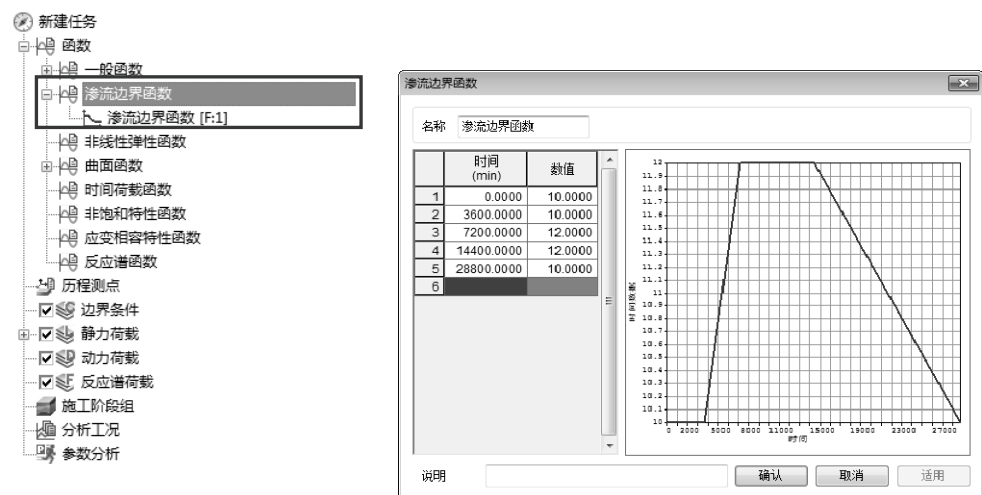 新建任务
函数
一般函数
渗流边界函数
渗流边界函数 [F:1]
非线性弹性函数
曲面函数
时间荷载函数
非饱和特性函数
应变相容特性函数
反应谱函数
历程测点
边界条件
静力荷载
动力荷载
反应谱荷载
施工阶段组
分析工况
参数分析
渗流边界函数
名称 渗流边界函数
时间 (min) 数值
1 0.0000 10.0000
2 3600.0000 10.0000
3 7200.0000 12.0000
4 14400.0000 12.0000
5 28800.0000 10.0000
6
12
11.9
11.8
11.7
11.6
11.5
11.4
11.3
11.2
11.1
11
10.9
10.8
10.7
10.6
10.5
10.4
10.3
10.2
10.1
10
时间数据
0 2000 5000 8000 11000 15000 19000 23000 27000
时间
说明 确认 取消 适用